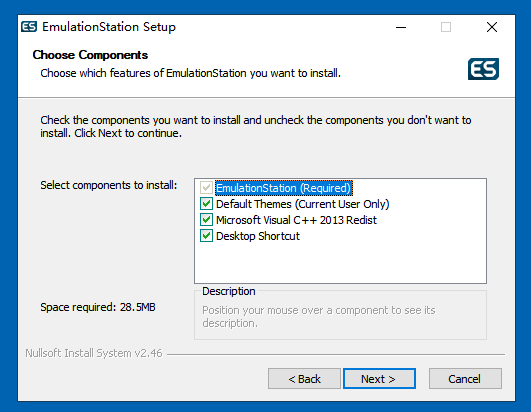 ES EmulationStation Setup
Choose Components
Choose which features of EmulationStation you want to install.
ES
Check the components you want to install and uncheck the components you don't want to
install. Click Next to continue.
Select components to install:
EmulationStation (Required)
Default Themes (Current User Only)
Microsoft Visual C++ 2013 Redist
Desktop Shortcut
Space required: 28.5MB
Description
Position your mouse over a component to see its
description.
Nullsoft Install System v2.46
< Back
Next >
Cancel